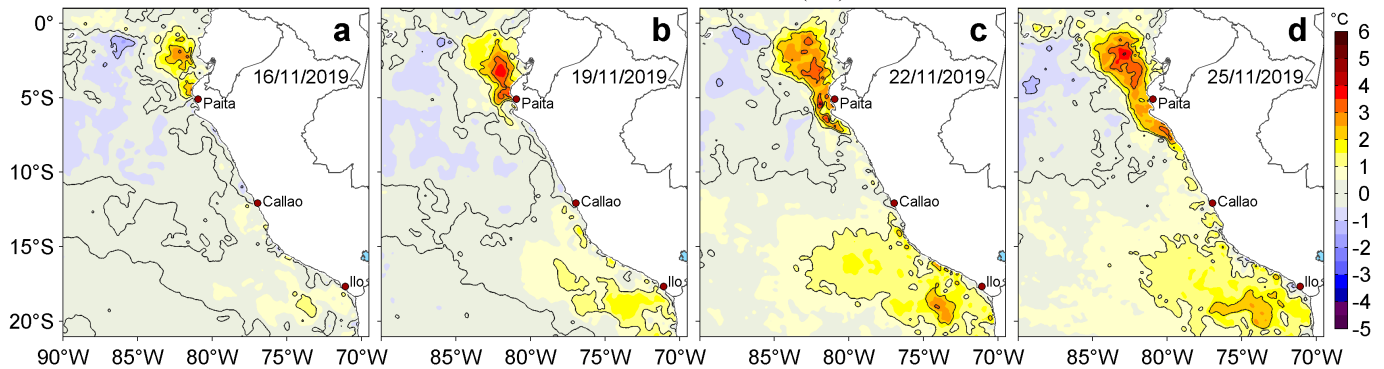 a
b
c
d
°C
0°
5°S
10°S
15°S
20°S
16/11/2019
19/11/2019
22/11/2019
25/11/2019
Paita
Paita
Paita
Paita
Callao
Callao
Callao
Callao
Ilo
Ilo
Ilo
Ilo
90°W 85°W 80°W 75°W 70°W
85°W 80°W 75°W 70°W
85°W 80°W 75°W 70°W
85°W 80°W 75°W 70°W
6
5
4
3
2
1
0
-1
-2
-3
-4
-5